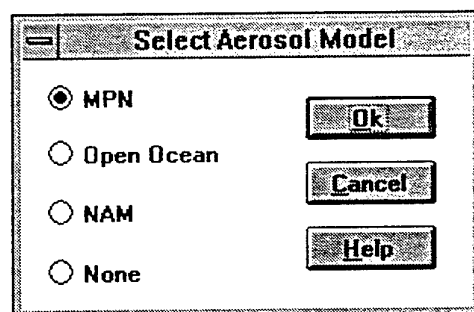 Select Aerosol Model
MPN
Open Ocean
NAM
None
Ok
Cancel
Help